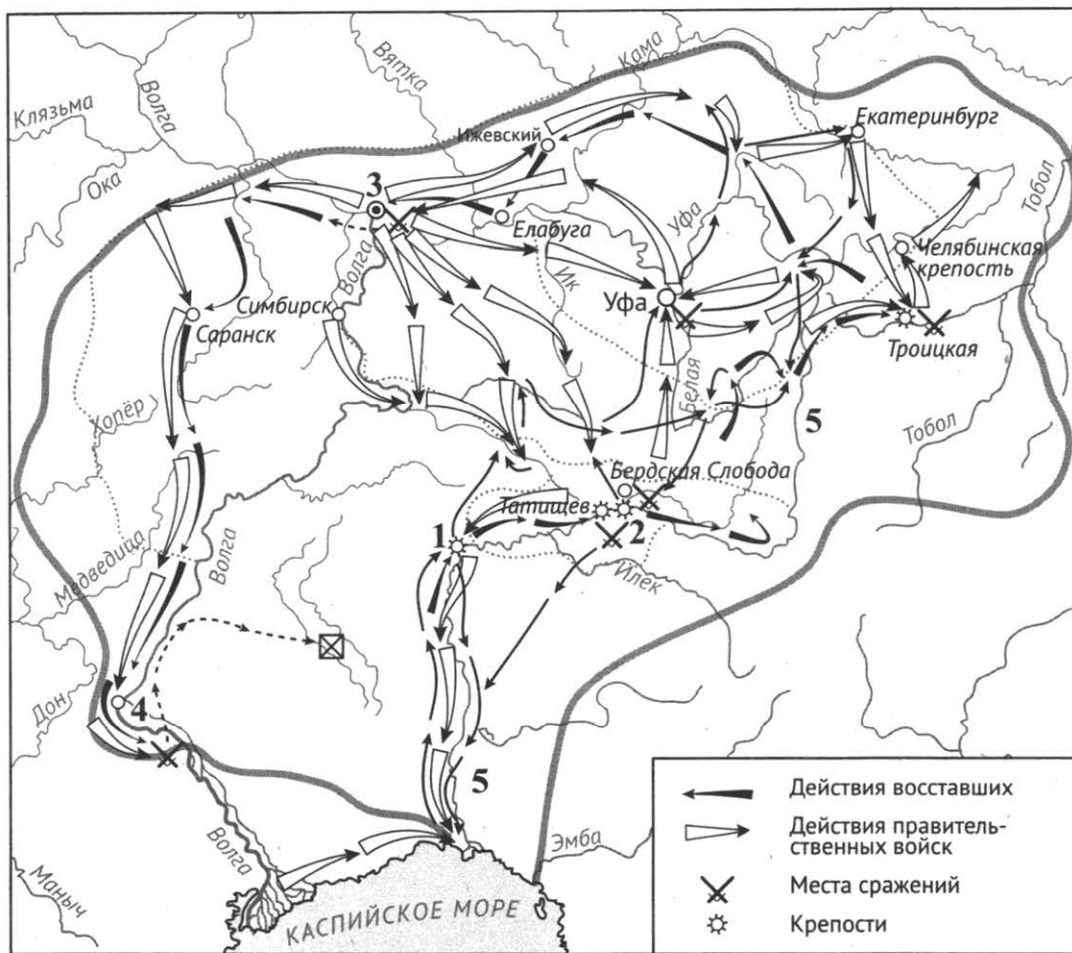 Клязьма
Волга
Вятка
Кама
Ока
Ижевский
Екатеринбург
Тобол
3
Елабуга
Уфа
Челябинская
крепость
Волга
Ик
Симбирск
Саранск
Уфа
Троицкая
Хопёр
Белая
5
Тобол
Бердская Слобода
Татищев
1
2
Медведица
Волга
Илек
Дон
4
5
Волга
Эмба
Маныч
КАСПИЙСКОЕ МОРЕ
Действия восставших
Действия правитель-
ственных войск
Места сражений
Крепости